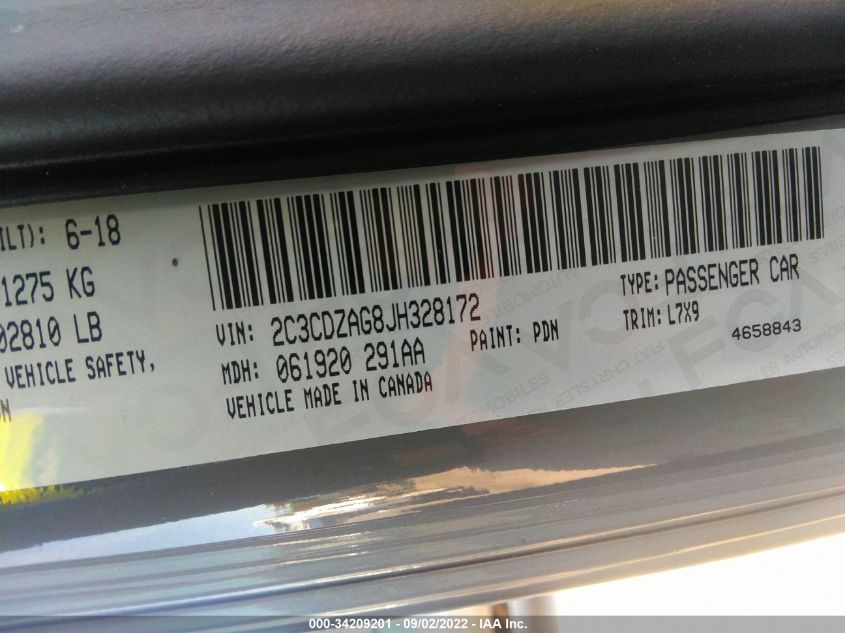 ILT): 6-18
1275 KG
02810 LB
VEHICLE SAFETY,
ON
VIN: 2C3CDZAG8JH328172
TYPE: PASSENGER CAR
MDH: 061920 291AA
PAINT: PDN
TRIM: L7X9
VEHICLE MADE IN CANADA
4658843
000-34209201 - 09/02/2022 - IAA Inc.